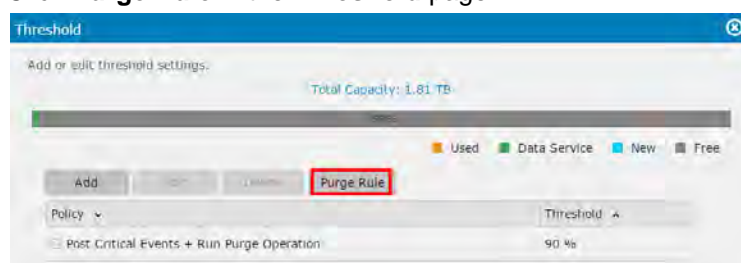 Threshold
Add or edit threshold settings.
Total Capacity: 1.81 TB
Used Data Service New Free
Add Purge Rule
Policy Threshold
Post Critical Events + Run Purge Operation 90 %